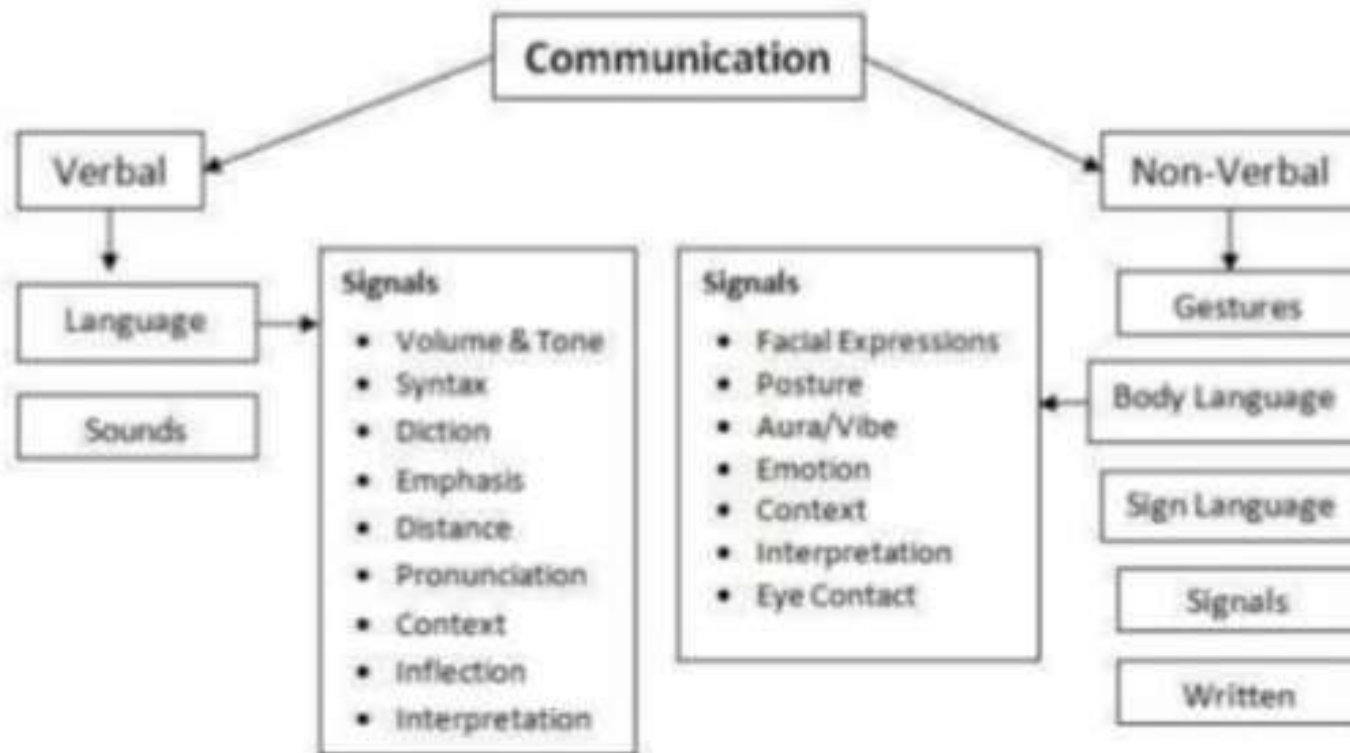 Communication
Verbal
Non-Verbal
Language
Sounds
Signals
• Volume & Tone
• Syntax
• Diction
• Emphasis
• Distance
• Pronunciation
• Context
• Inflection
• Interpretation
Signals
• Facial Expressions
• Posture
• Aura/Vibe
• Emotion
• Context
• Interpretation
• Eye Contact
Gestures
Body Language
Sign Language
Signals
Written